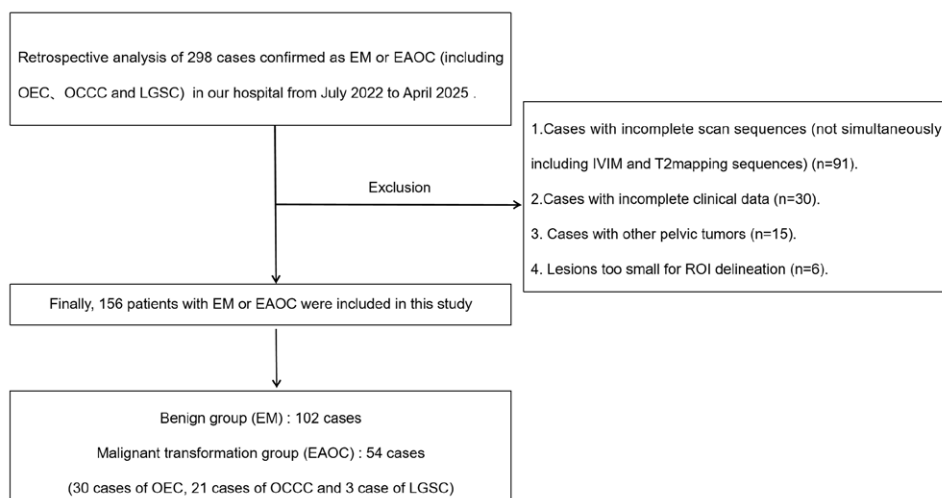 Retrospective analysis of 298 cases confirmed as EM or EAOC (including
OEC、OCCC and LGSC) in our hospital from July 2022 to April 2025 .
Exclusion
1.Cases with incomplete scan sequences (not simultaneously
including IVIM and T2mapping sequences) (n=91).
2.Cases with incomplete clinical data (n=30).
3. Cases with other pelvic tumors (n=15).
4. Lesions too small for ROI delineation (n=6).
Finally, 156 patients with EM or EAOC were included in this study
Benign group (EM) : 102 cases
Malignant transformation group (EAOC) : 54 cases
(30 cases of OEC, 21 cases of OCCC and 3 case of LGSC)